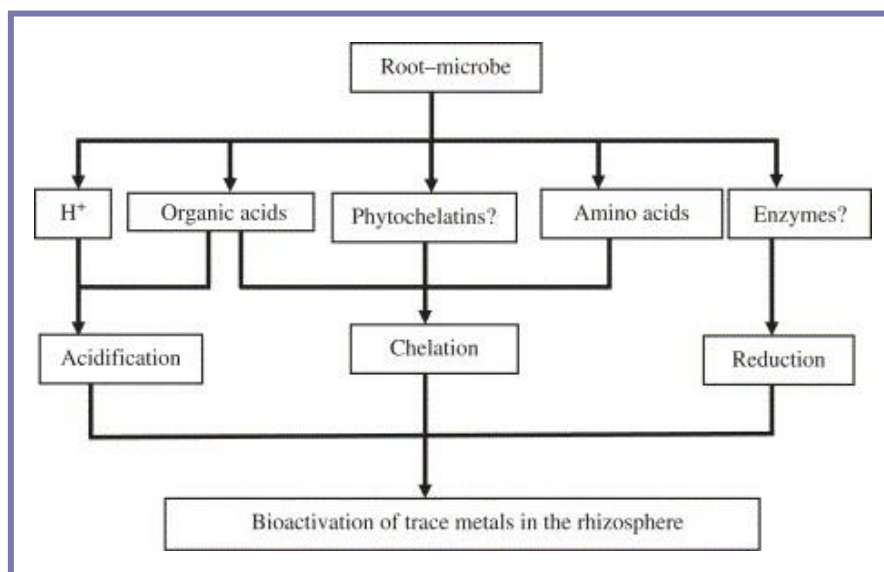 Root–microbe
H⁺
Organic acids
Phytochelatins?
Amino acids
Enzymes?
Acidification
Chelation
Reduction
Bioactivation of trace metals in the rhizosphere